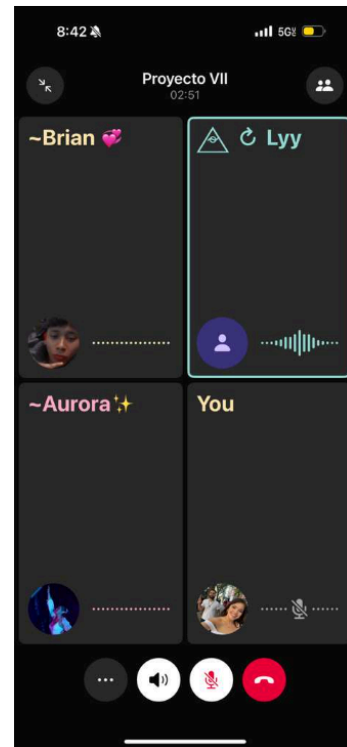 8:42
5G
Proyecto VII
02:51
~Brian 💞
Lyy
~Aurora✨
You